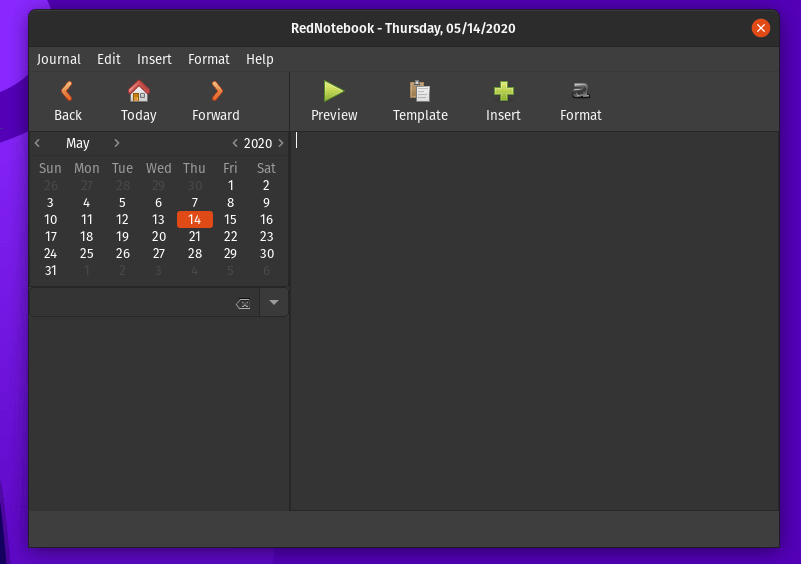 RedNotebook - Thursday, 05/14/2020
Journal Edit Insert Format Help
Back Today Forward Preview Template Insert Format
May 2020
Sun Mon Tue Wed Thu Fri Sat
26 27 28 29 30 1 2
3 4 5 6 7 8 9
10 11 12 13 14 15 16
17 18 19 20 21 22 23
24 25 26 27 28 29 30
31 1 2 3 4 5 6